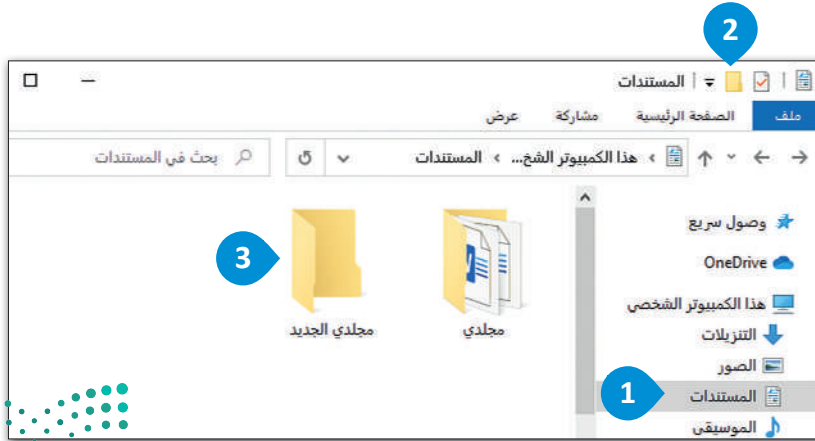 2
المستندات
ملف الصفحة الرئيسية مشاركة عرض
هذا الكمبيوتر الشخ... › المستندات
بحث في المستندات
وصول سريع
OneDrive
هذا الكمبيوتر الشخصي
التنزيلات
الصور
1 المستندات
الموسيقى
مجلدي
3
مجلدي الجديد